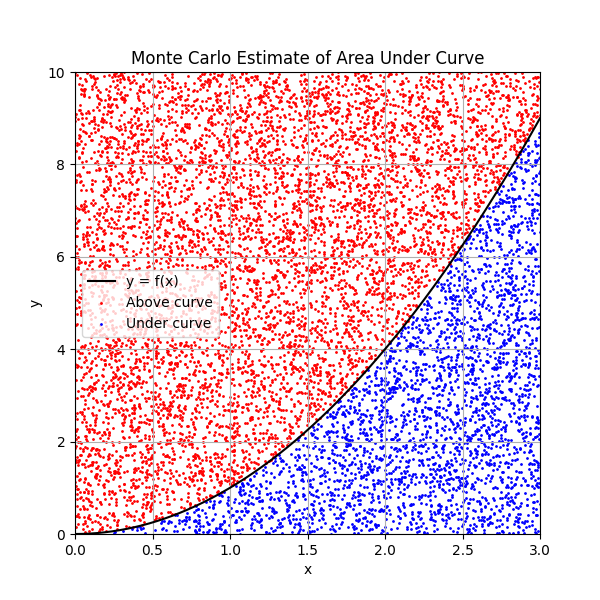 Monte Carlo Estimate of Area Under Curve
10
8
6
4
2
0
y
y = f(x)
Above curve
Under curve
0.0 0.5 1.0 1.5 2.0 2.5 3.0
x